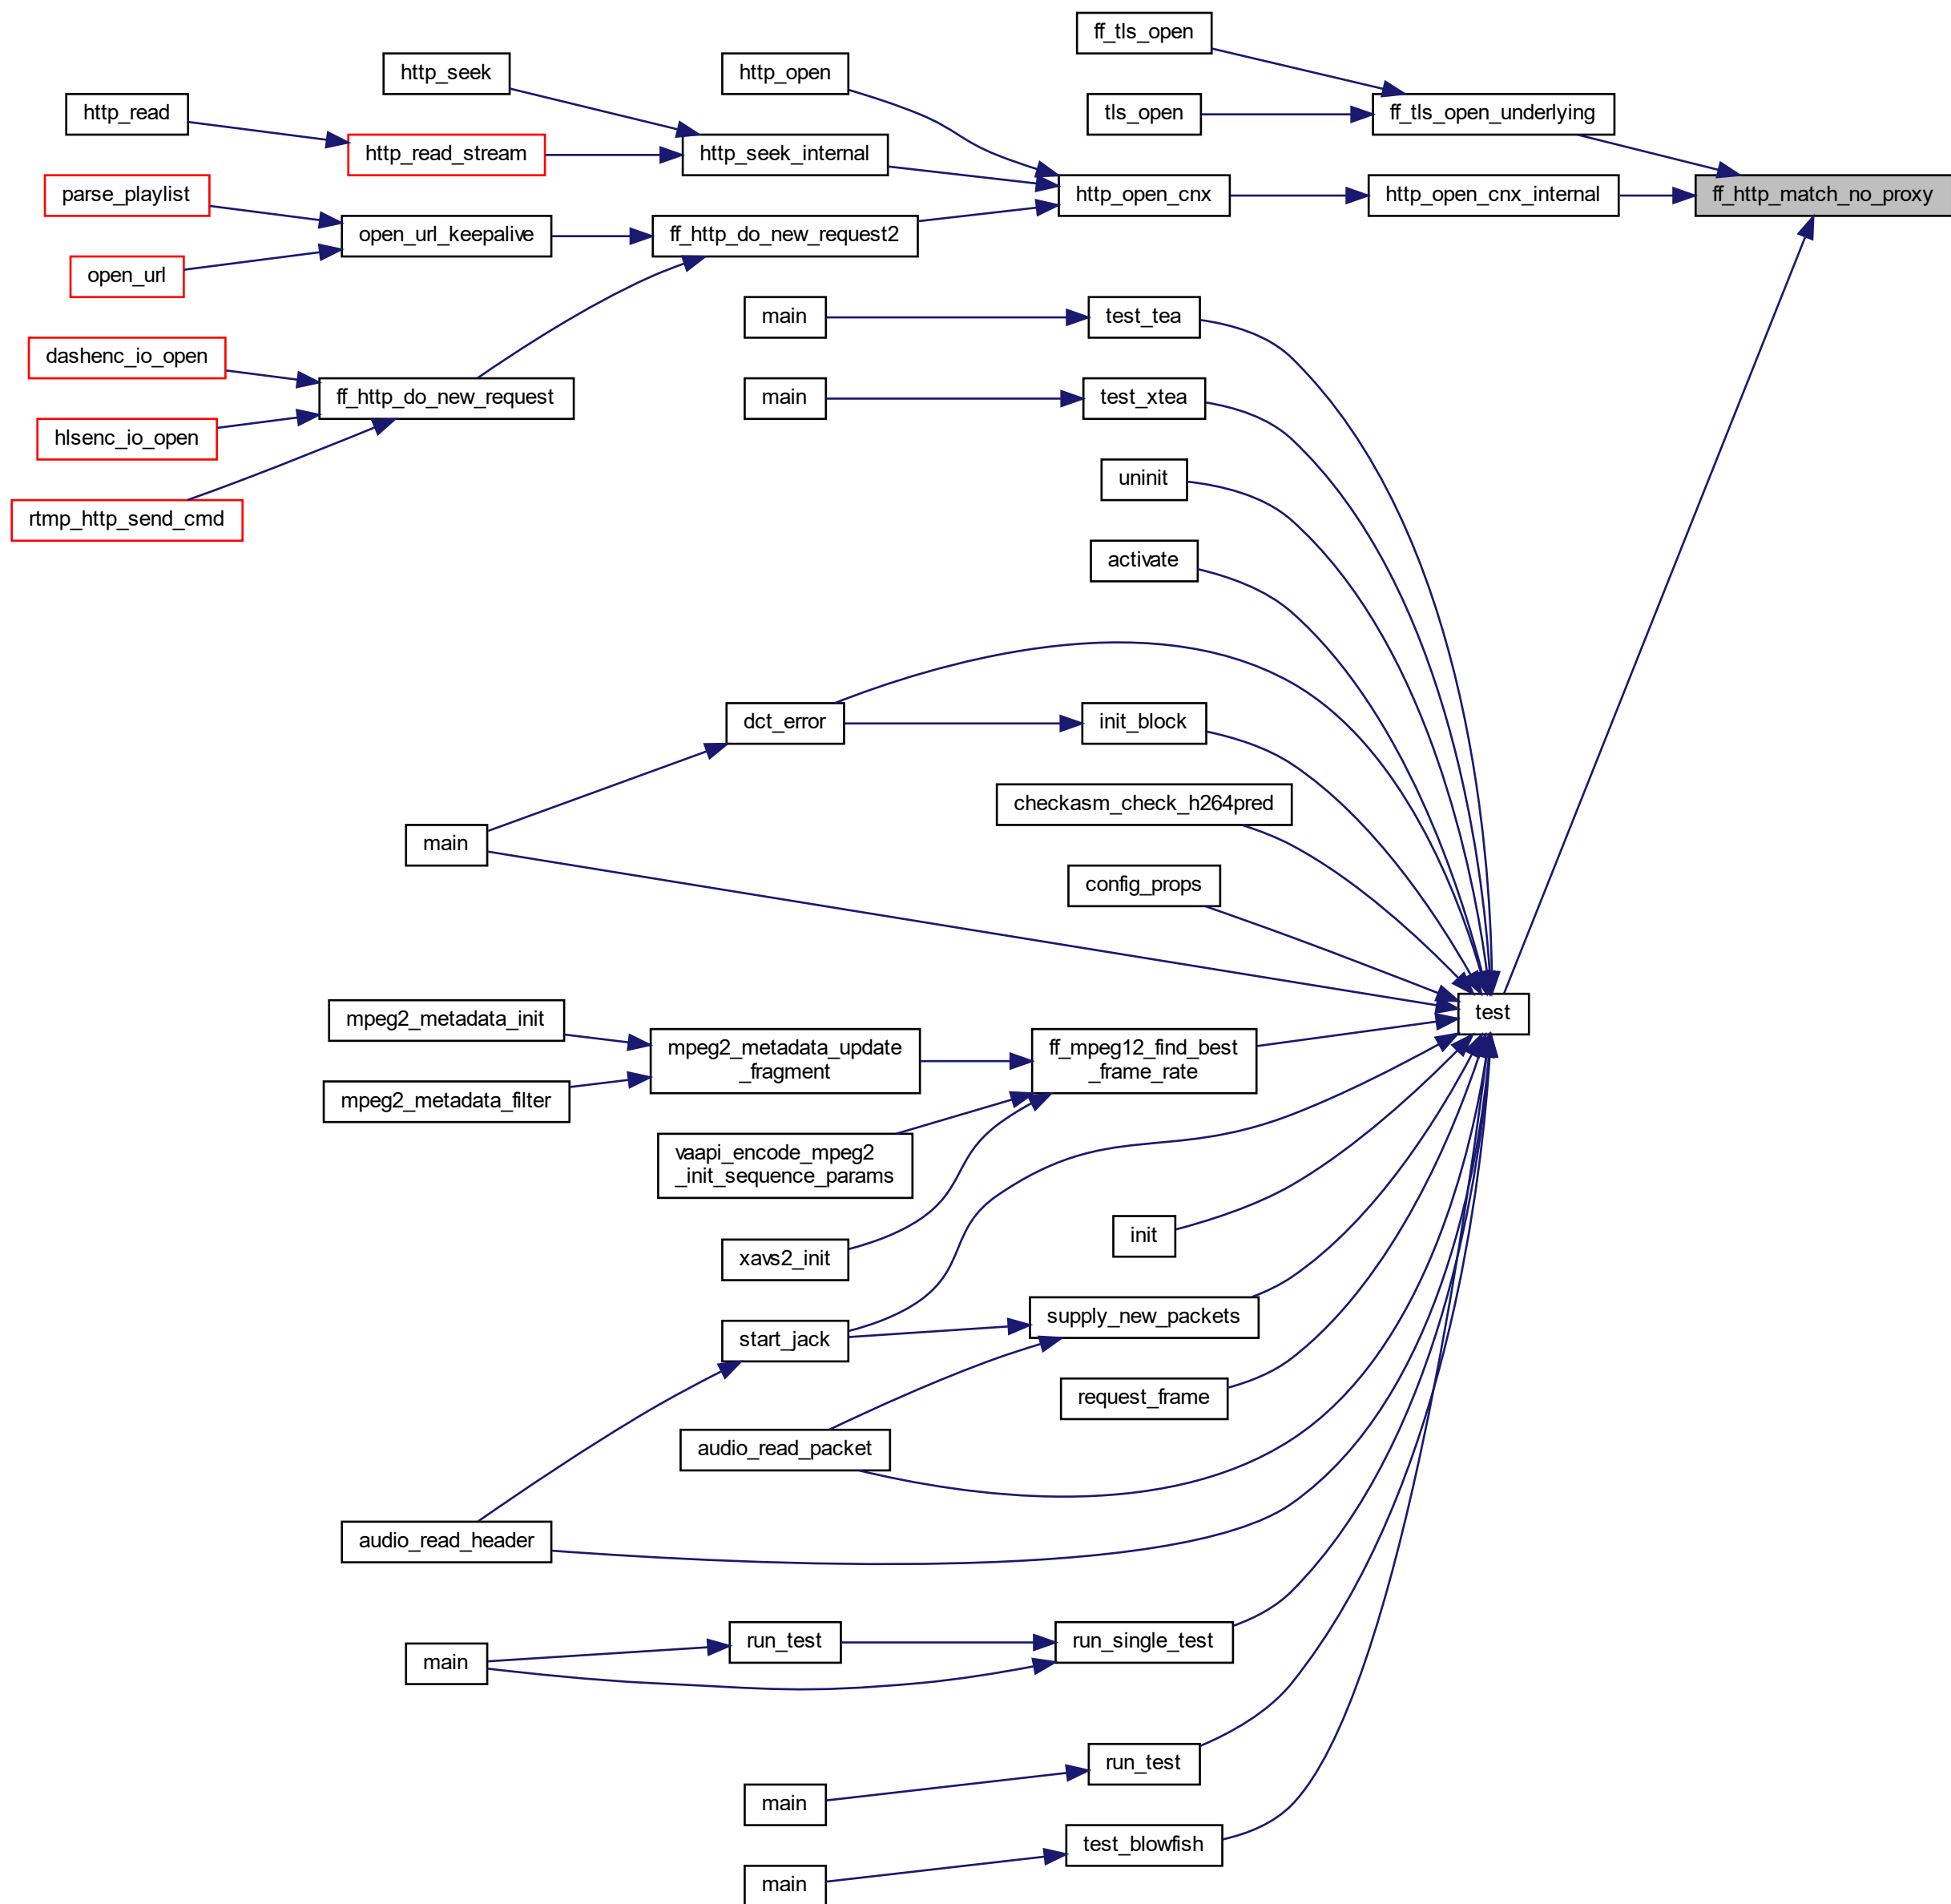 ff_tls_open
http_seek
http_open
http_read
tls_open
ff_tls_open_underlying
http_read_stream
http_seek_internal
parse_playlist
http_open_cnx
http_open_cnx_internal
ff_http_match_no_proxy
open_url_keepalive
ff_http_do_new_request2
open_url
main
test_tea
dashenc_io_open
ff_http_do_new_request
main
test_xtea
hlsenc_io_open
uninit
rtmp_http_send_cmd
activate
dct_error
init_block
checkasm_check_h264pred
main
config_props
test
mpeg2_metadata_init
mpeg2_metadata_update
_fragment
ff_mpeg12_find_best
_frame_rate
mpeg2_metadata_filter
vaapi_encode_mpeg2
_init_sequence_params
init
xavs2_init
supply_new_packets
start_jack
request_frame
audio_read_packet
audio_read_header
run_test
run_single_test
main
run_test
main
test_blowfish
main